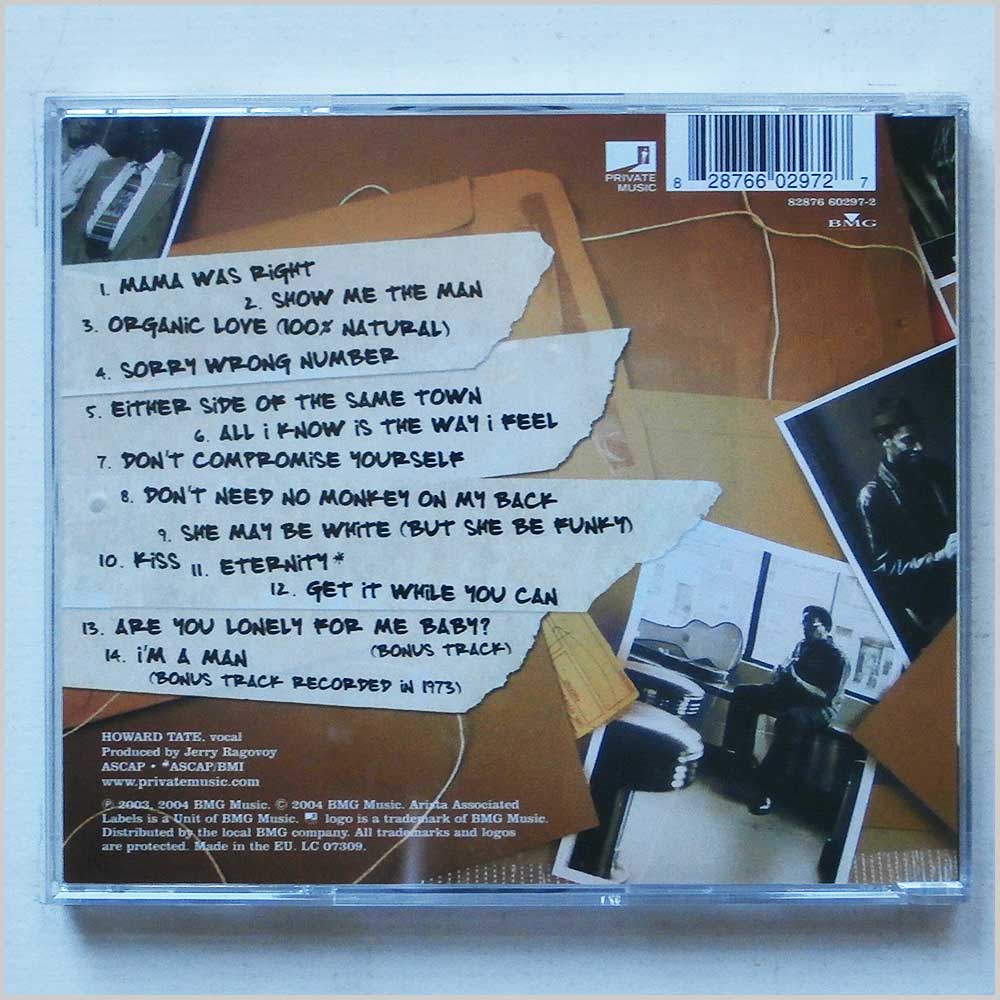 PRIVATE
MUSIC
8 28766 02972 7
82876 60297-2
BMG
1. MAMA WAS RiGHT
2. SHOW ME THE MAN
3. ORGANiC LOVE (100% NATURAL)
4. SORRY WRONG NUMBER
5. EiTHER SiDE OF THE SAME TOWN
6. ALL i KNOW iS THE WAY i FEEL
7. DON'T COMPROMiSE YOURSELF
8. DON'T NEED NO MONKEY ON MY BACK
9. SHE MAY BE WHiTE (BUT SHE BE FUNKY)
10. KiSS 11. ETERNiTY*
12. GET iT WHiLE YOU CAN
13. ARE YOU LONELY FOR ME BABY?
(BONUS TRACK)
14. i'M A MAN
(BONUS TRACK RECORDED iN 1973)
HOWARD TATE, vocal
Produced by Jerry Ragovoy
ASCAP • *ASCAP/BMI
www.privatemusic.com
℗ 2003, 2004 BMG Music. © 2004 BMG Music. Arista Associated
Labels is a Unit of BMG Music. logo is a trademark of BMG Music.
Distributed by the local BMG company. All trademarks and logos
are protected. Made in the EU. LC 07309.